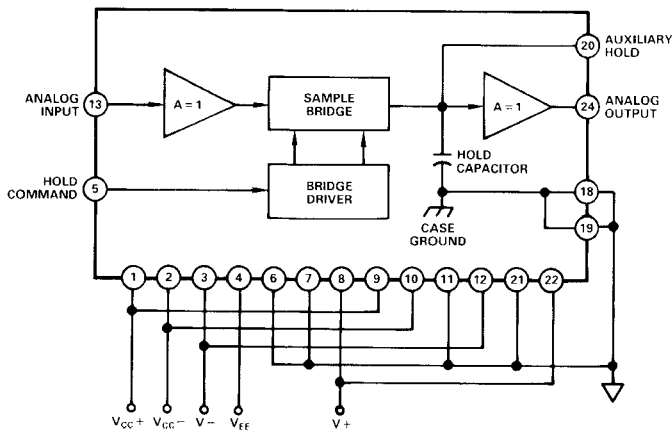 20
AUXILIARY
HOLD
ANALOG
INPUT
13
A = 1
SAMPLE
BRIDGE
A = 1
24
ANALOG
OUTPUT
HOLD
CAPACITOR
HOLD
COMMAND
5
BRIDGE
DRIVER
18
CASE
GROUND
19
1 2 3 4 6 7 8 9 10 11 12 21 22
VCC+ VCC− V− VEE V+